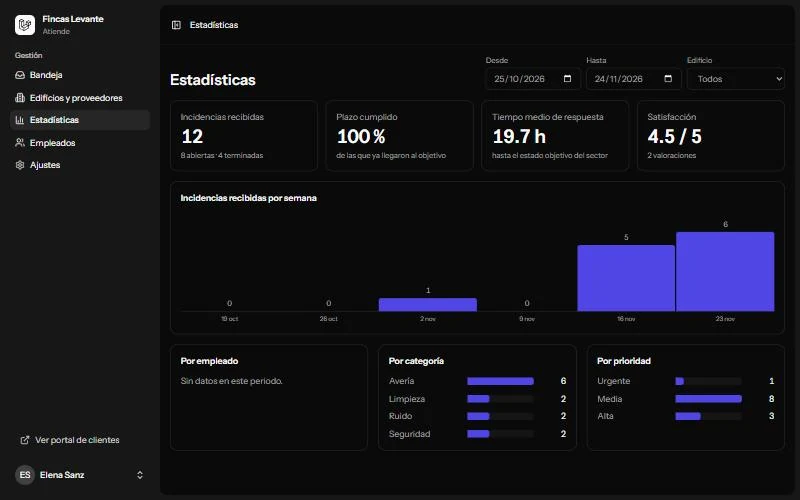 Fincas Levante
Atiende
Gestión
Bandeja
Edificios y proveedores
Estadísticas
Empleados
Ajustes
Ver portal de clientes
ES Elena Sanz
Estadísticas
Estadísticas
Desde
25/10/2026
Hasta
24/11/2026
Edificio
Todos
Incidencias recibidas
12
8 abiertas · 4 terminadas
Plazo cumplido
100 %
de las que ya llegaron al objetivo
Tiempo medio de respuesta
19.7 h
hasta el estado objetivo del sector
Satisfacción
4.5 / 5
2 valoraciones
Incidencias recibidas por semana
0 0 1 0 5 6
19 oct 26 oct 2 nov 9 nov 16 nov 23 nov
Por empleado
Sin datos en este periodo.
Por categoría
Avería 6
Limpieza 2
Ruido 2
Seguridad 2
Por prioridad
Urgente 1
Media 8
Alta 3